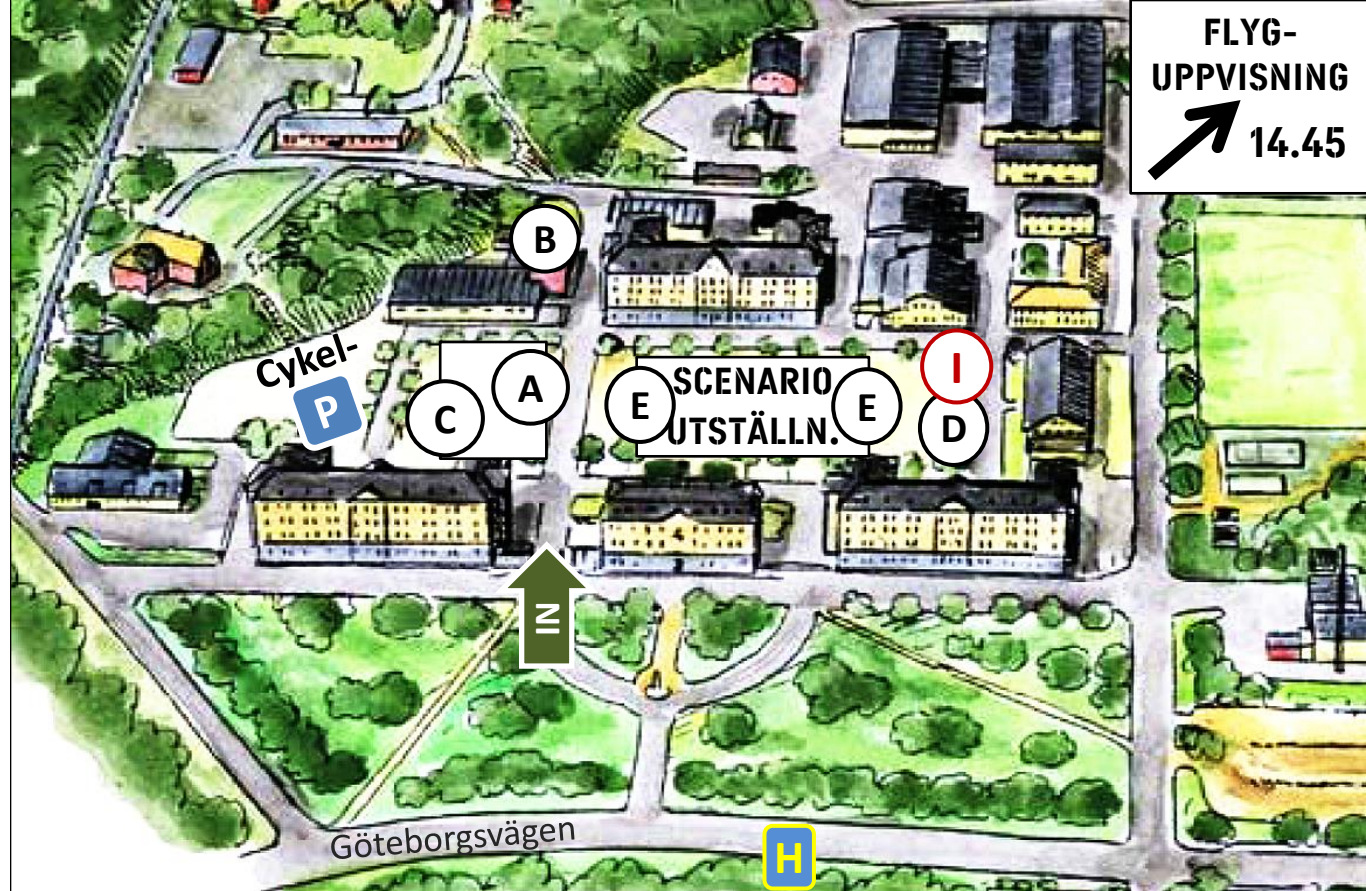 FLYG-
UPPVISNING
14.45
B
Cykel-
P
A
C
I
SCENARIO
E
E
UTSTÄLLN.
D
IN
Göteborgsvägen
H